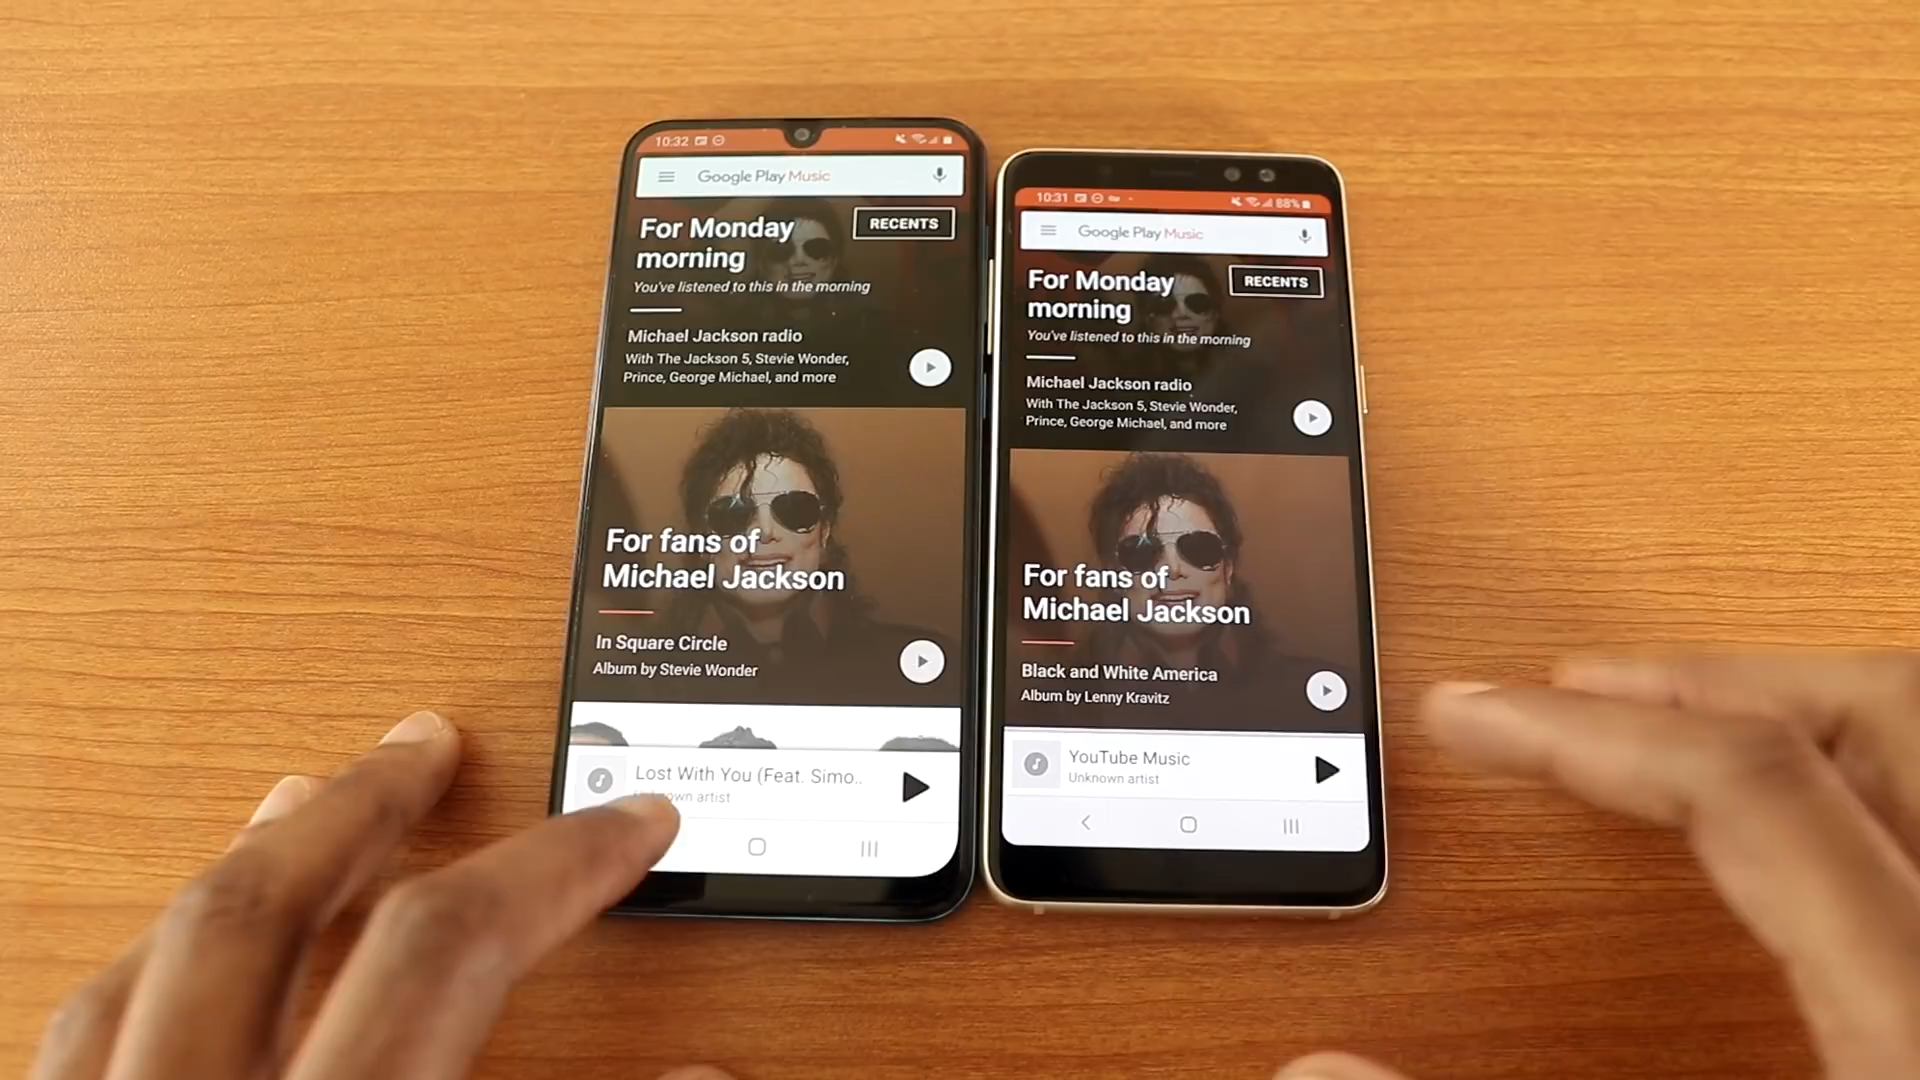 10:32
Google Play Music
For Monday
morning
RECENTS
You've listened to this in the morning
Michael Jackson radio
With The Jackson 5, Stevie Wonder,
Prince, George Michael, and more
For fans of
Michael Jackson
In Square Circle
Album by Stevie Wonder
Lost With You (Feat. Simo..
artist
10:31
88%
Google Play Music
For Monday
morning
RECENTS
You've listened to this in the morning
Michael Jackson radio
With The Jackson 5, Stevie Wonder,
Prince, George Michael, and more
For fans of
Michael Jackson
Black and White America
Album by Lenny Kravitz
YouTube Music
Unknown artist